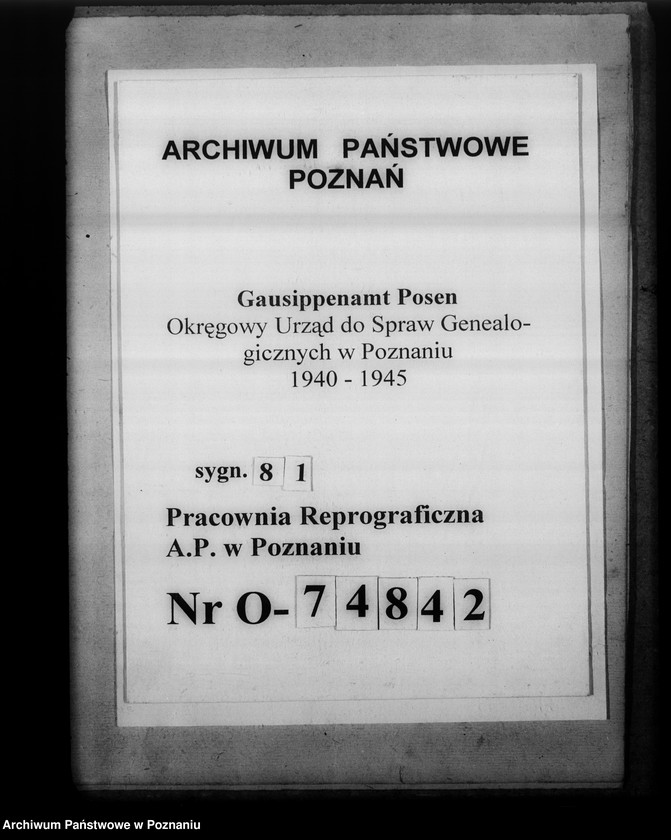 ARCHIWUM PAŃSTWOWE
POZNAŃ
Gausippenamt Posen
Okręgowy Urząd do Spraw Genealo-
gicznych w Poznaniu
1940 - 1945
sygn. 8 1
Pracownia Reprograficzna
A.P. w Poznaniu
Nr O- 7 4 8 4 2
Archiwum Państwowe w Poznaniu